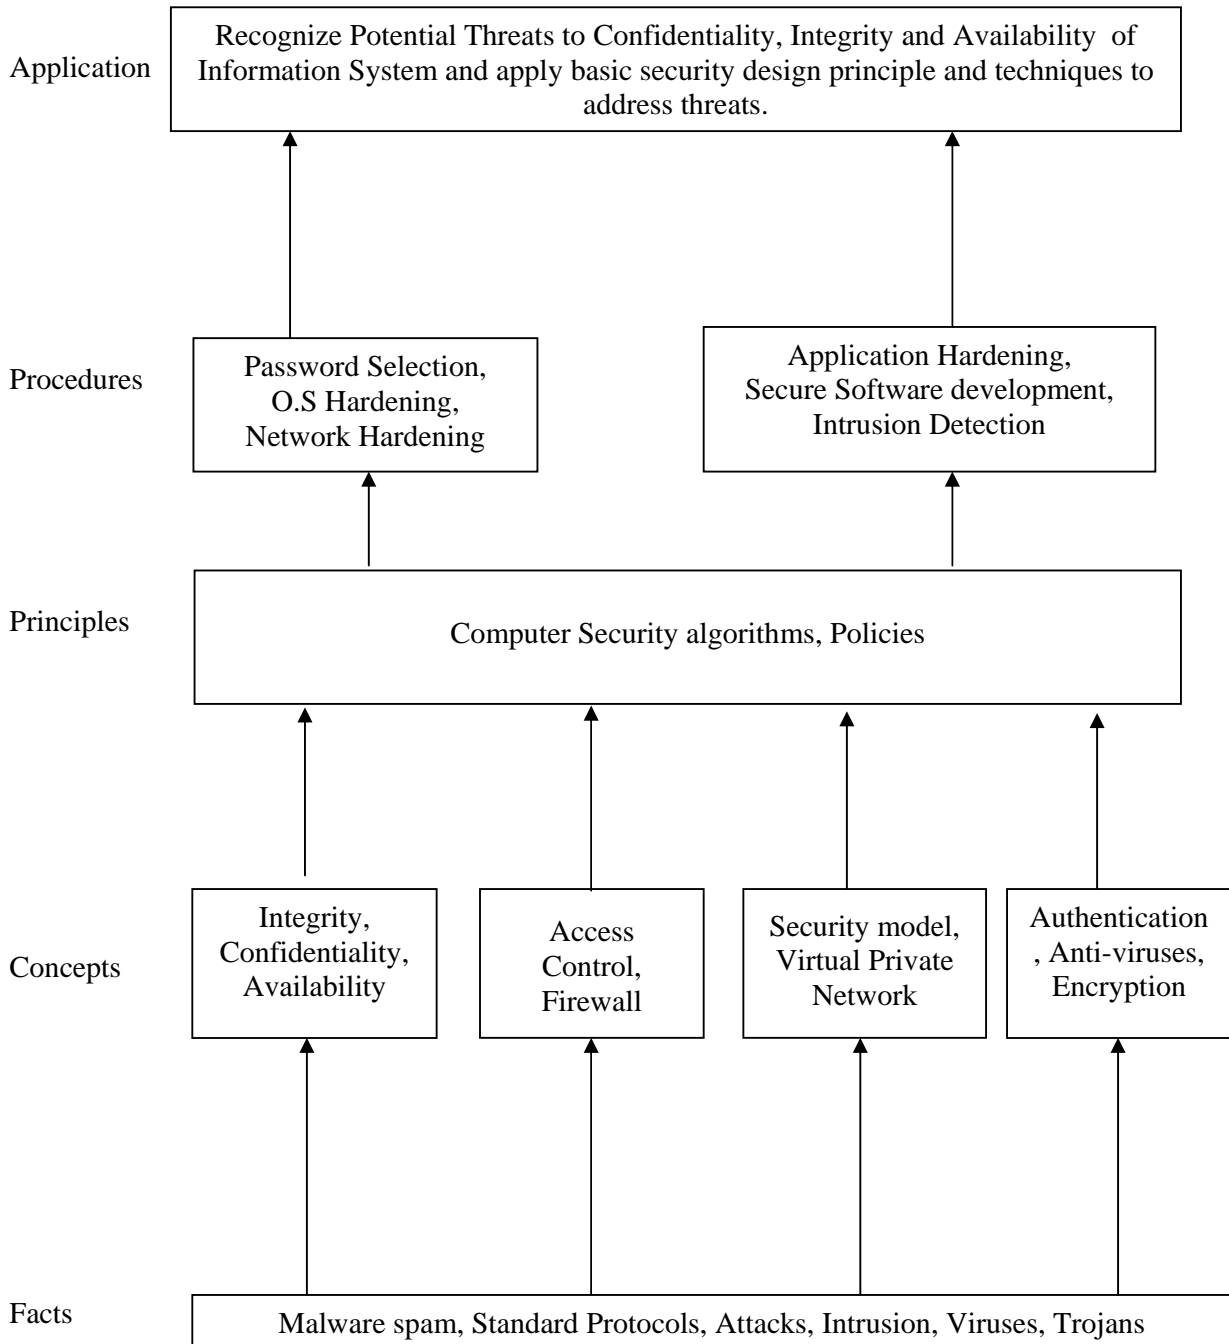 Application
Recognize Potential Threats to Confidentiality, Integrity and Availability of
Information System and apply basic security design principle and techniques to
address threats.
Procedures
Password Selection,
O.S Hardening,
Network Hardening
Application Hardening,
Secure Software development,
Intrusion Detection
Principles
Computer Security algorithms, Policies
Concepts
Integrity,
Confidentiality,
Availability
Access
Control,
Firewall
Security model,
Virtual Private
Network
Authentication
, Anti-viruses,
Encryption
Facts
Malware spam, Standard Protocols, Attacks, Intrusion, Viruses, Trojans